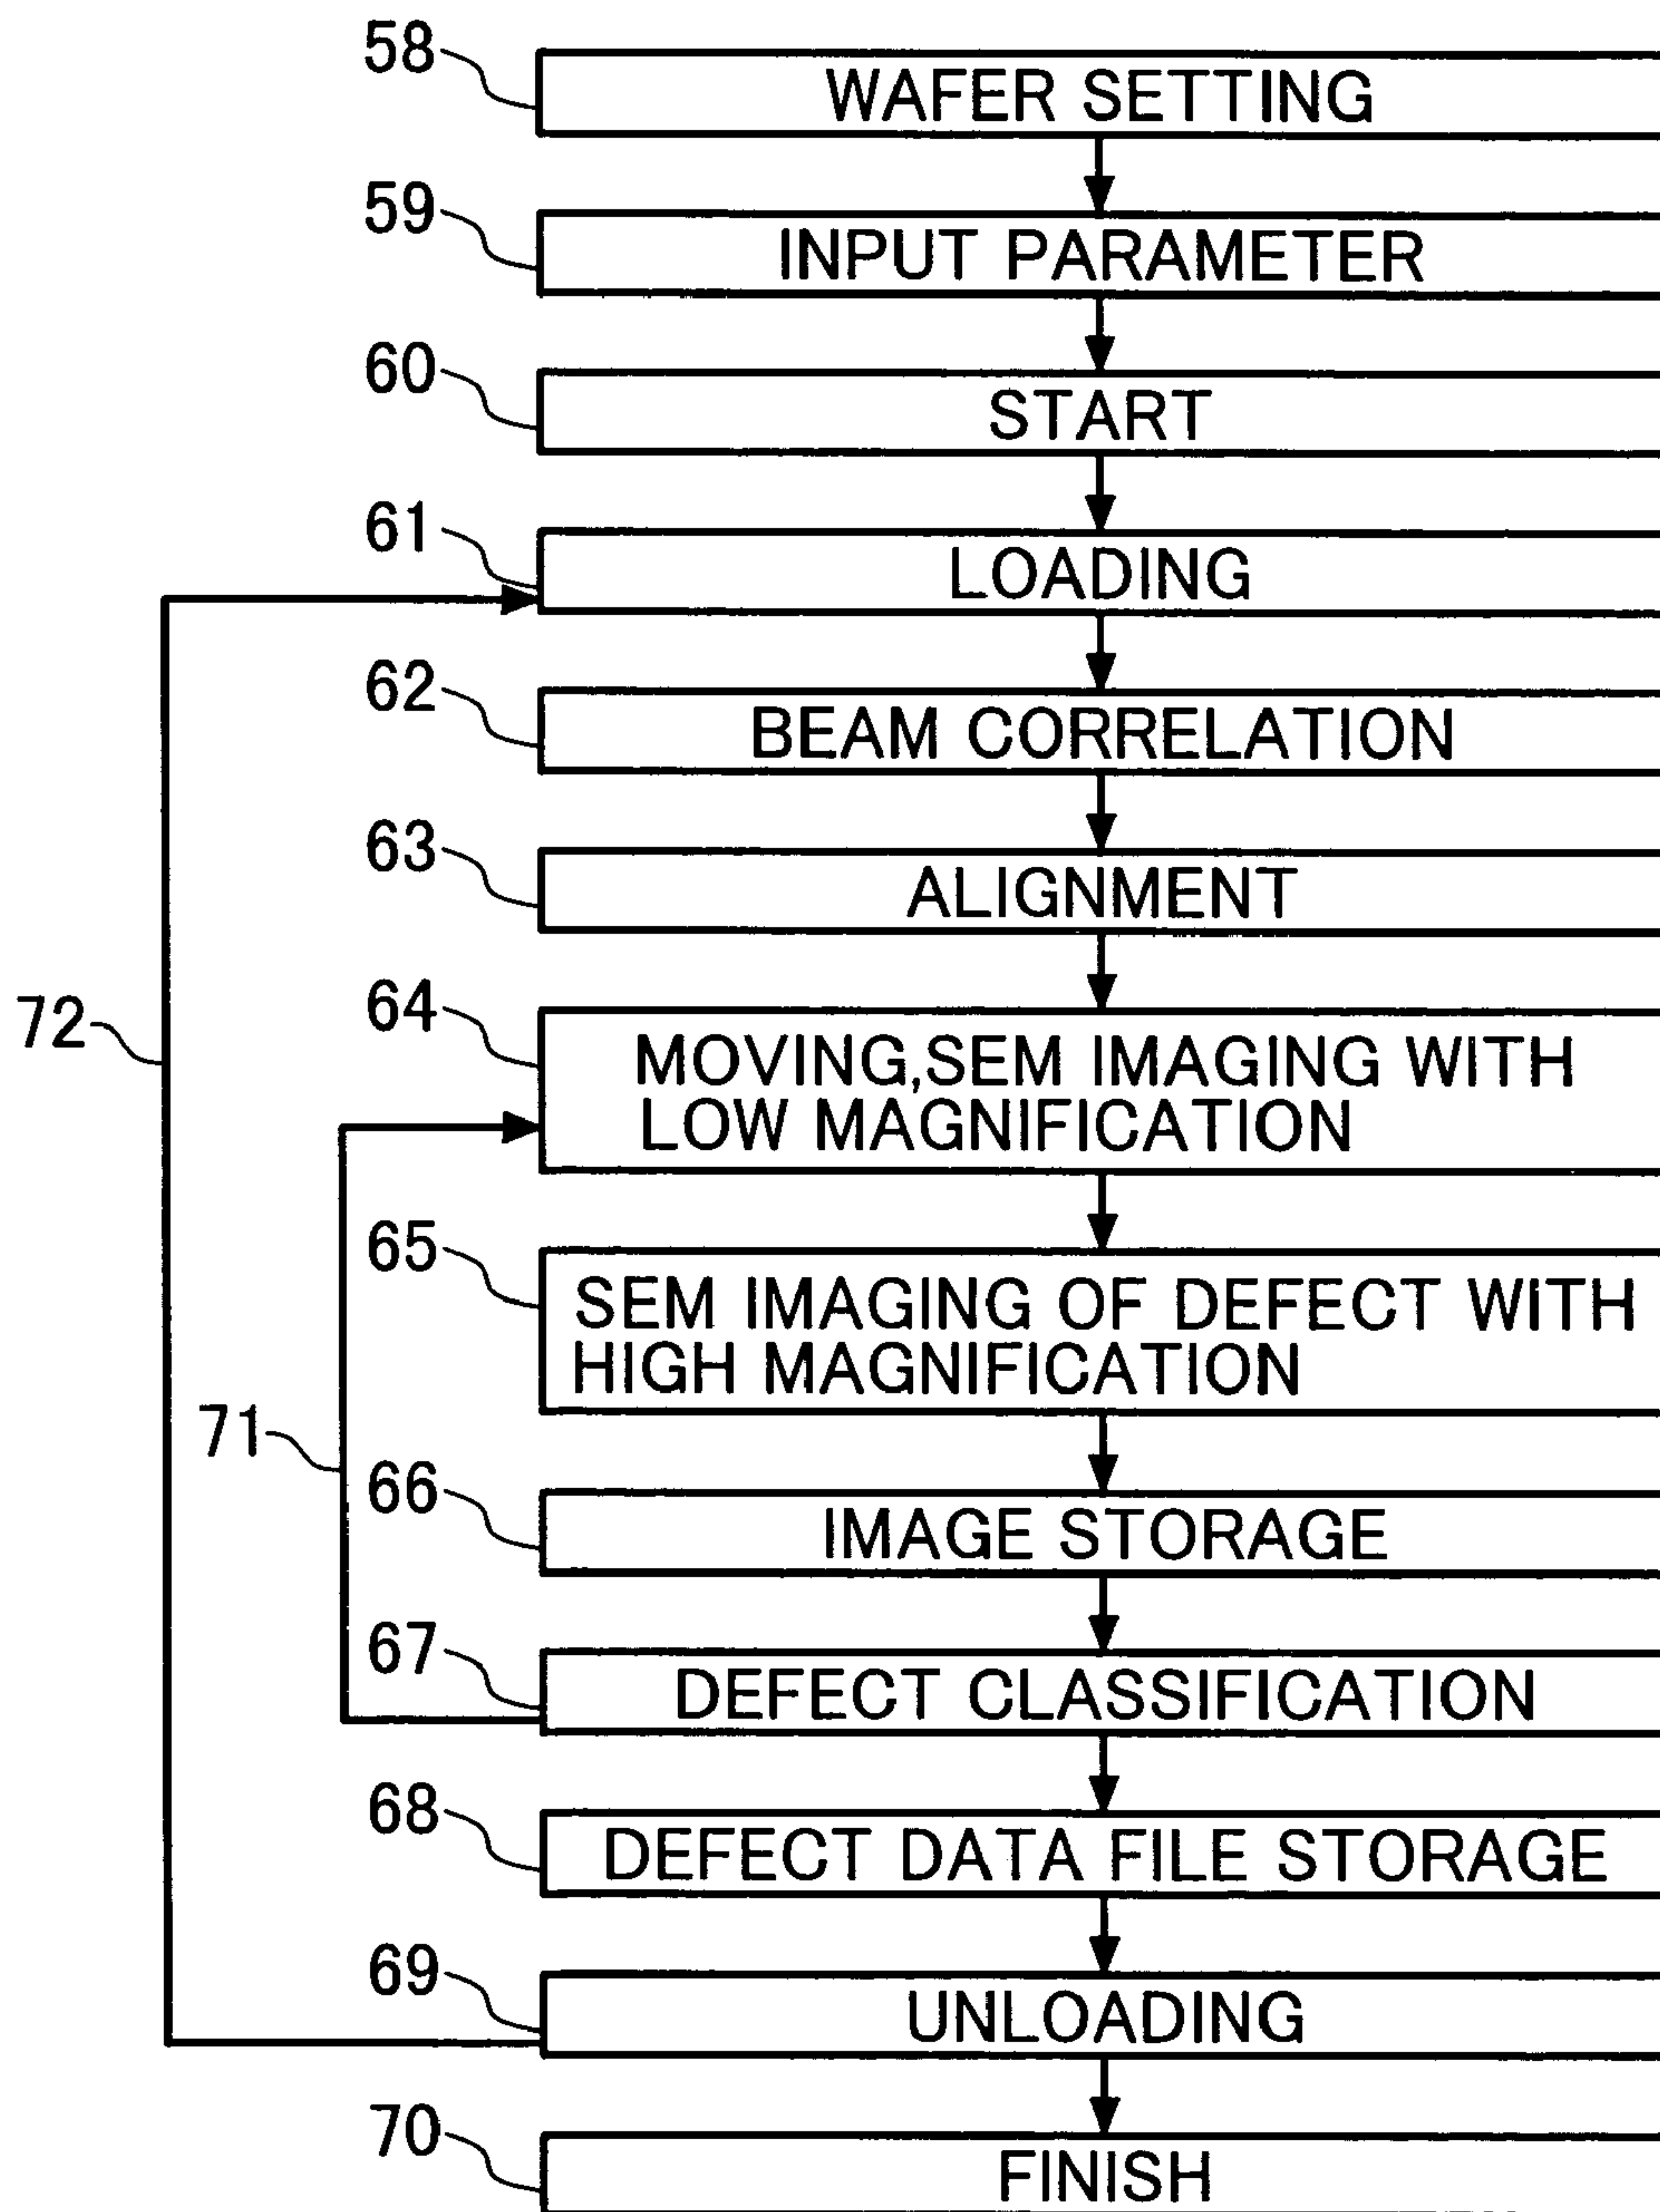 58
WAFER SETTING
59
INPUT PARAMETER
60
START
61
LOADING
62
BEAM CORRELATION
63
ALIGNMENT
72
64
MOVING,SEM IMAGING WITH
LOW MAGNIFICATION
65
SEM IMAGING OF DEFECT WITH
HIGH MAGNIFICATION
71
66
IMAGE STORAGE
67
DEFECT CLASSIFICATION
68
DEFECT DATA FILE STORAGE
69
UNLOADING
70
FINISH